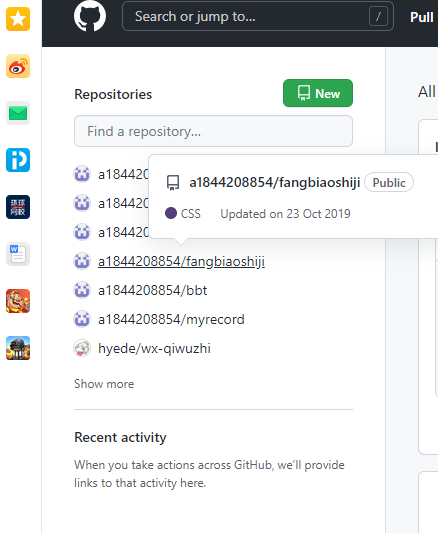 Search or jump to...
/
Pull
Repositories
New
All
Find a repository...
a184420
a1844208854/fangbiaoshiji
Public
a184420
CSS
Updated on 23 Oct 2019
a184420
a1844208854/fangbiaoshiji
a1844208854/bbt
a1844208854/myrecord
hyede/wx-qiwuzhi
Show more
Recent activity
When you take actions across GitHub, we'll provide
links to that activity here.
环球
网校
W